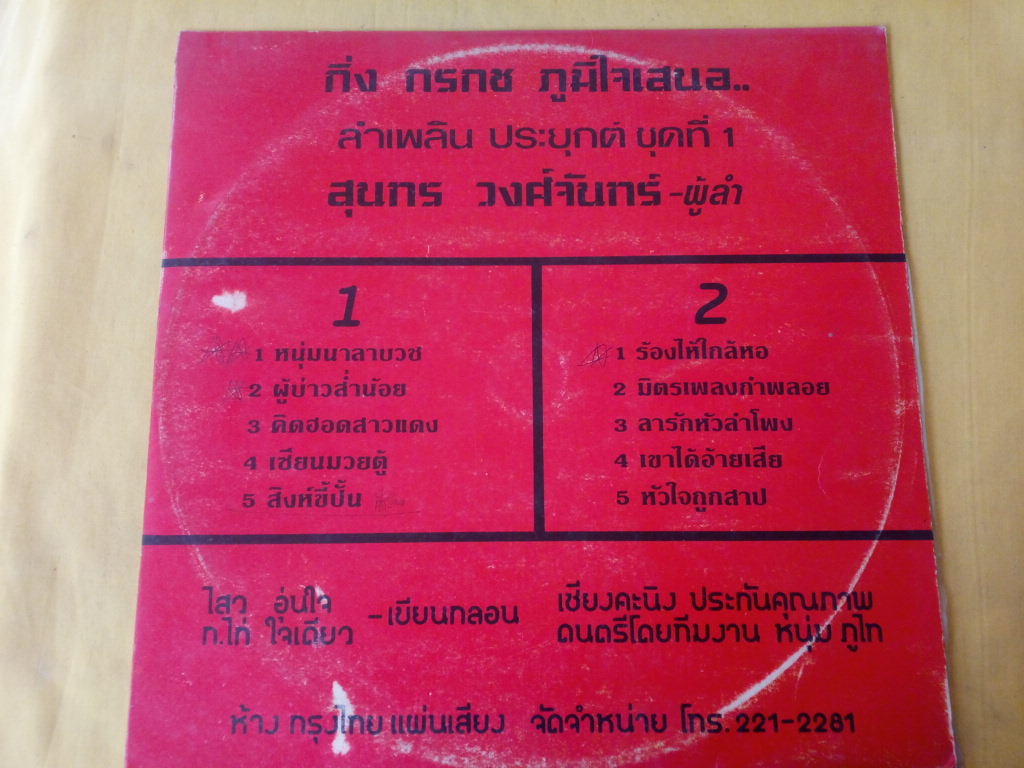 กิ่ง กรกช ภูมิใจเสนอ..
ลำเพลิน ประยุกต์ ชุดที่ 1
สุนทร วงศ์จันทร์ -ผู้ลำ
1
1 หนุ่มนาลาบวช
2 ผู้บ่าวส่ำน้อย
3 คิดฮอดสาวแดง
4 เซียนมวยตู้
5 สิงห์ขี้ปั้น
2
1 ร้องไห้ใกล้หอ
2 มิตรเพลงกำพลอย
3 ลารักหัวลำโพง
4 เขาได้อ้ายเสีย
5 หัวใจถูกสาป
ไสว อุ่นใจ
ก.ไก่ ใจเดียว
-เขียนกลอน
เชียงคะนิง ประกันคุณภาพ
ดนตรีโดยทีมงาน หนุ่ม ภูไท
ห้าง กรุงไทย แผ่นเสียง จัดจำหน่าย โทร. 221-2281